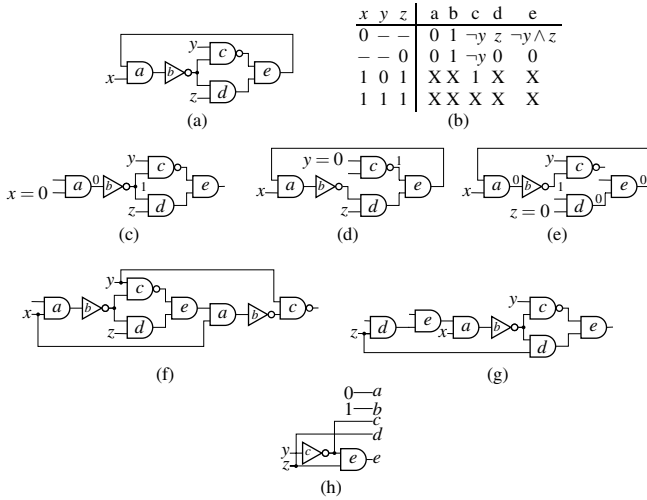 y
c
x
a
b
e
z
d
(a)
x y z a b c d e
0 – – 0 1 ¬y z ¬y∧z
– – 0 0 1 ¬y 0 0
1 0 1 X X 1 X X
1 1 1 X X X X X
(b)
y
c
a 0 b 1 e
x = 0
z
d
(c)
y = 0 1
c
x a b e
z d
(d)
y
c
x a 0 b 1 e 0
z = 0 d 0
(e)
y
c c
x a b e a b
z d
(f)
y c
z d e a b e
x d
(g)
0 a
1 b
c
d
y c
z e e
(h)